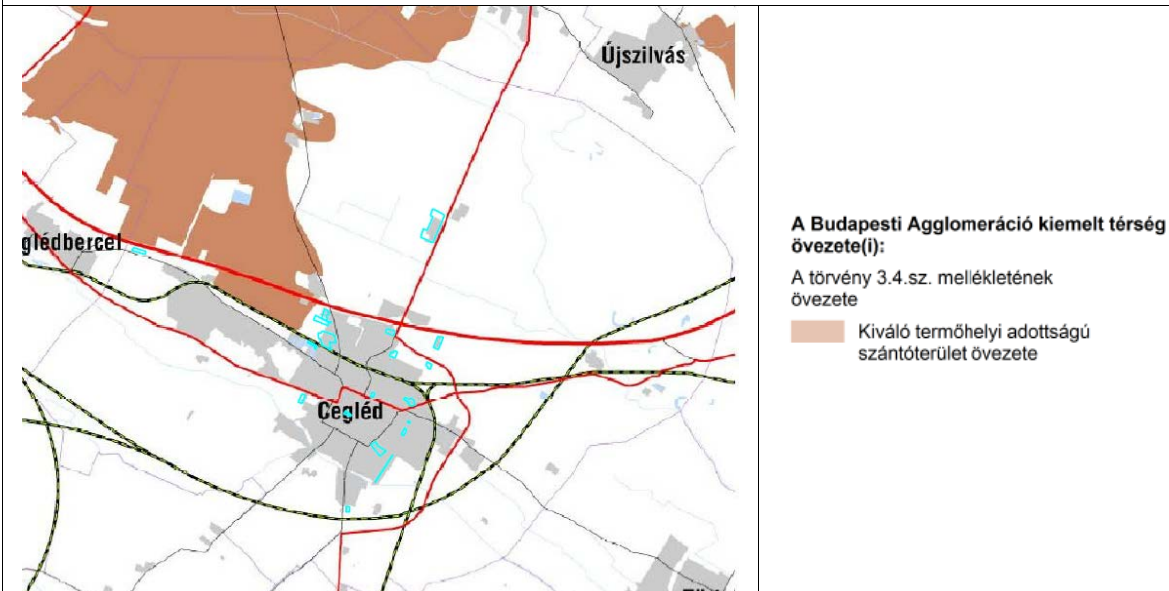 Újszilvás
glédbercel
Cegléd
A Budapesti Agglomeráció kiemelt térség
övezete(i):
A törvény 3.4.sz. mellékletének
övezete
Kiváló termőhelyi adottságú
szántóterület övezete